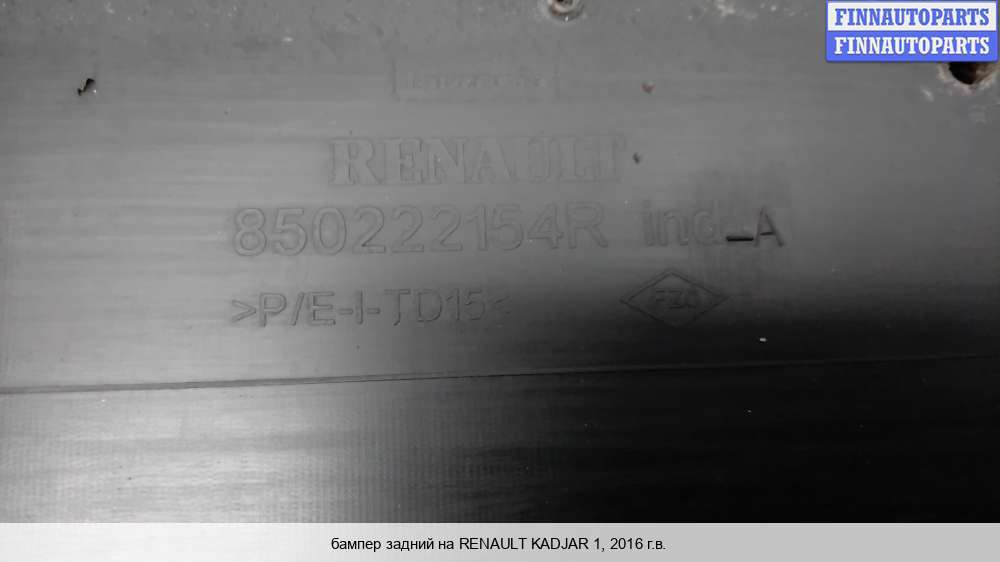 FINNAUTOPARTS
FINNAUTOPARTS
RENAULT
850222154R Ind_A
>P/E-I-TD15<
бампер задний на RENAULT KADJAR 1, 2016 г.в.